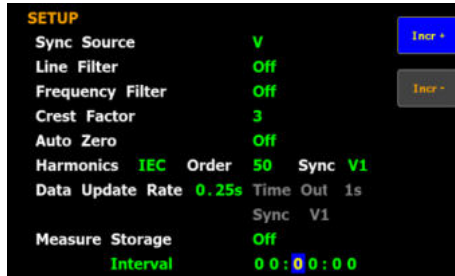 SETUP
Incr +
Sync Source V
Line Filter Off
Frequency Filter Off
Incr -
Crest Factor 3
Auto Zero Off
Harmonics IEC Order 50 Sync V1
Data Update Rate 0.25s Time Out 1s
Sync V1
Measure Storage Off
Interval 00:00:00